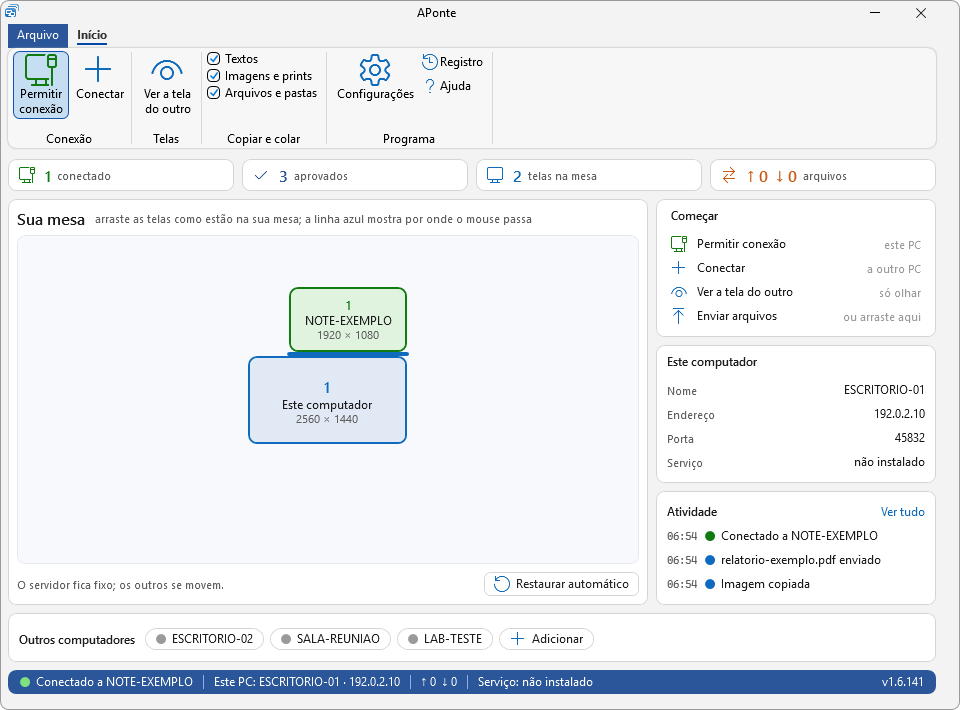 APonte
Arquivo
Início
Permitir
conexão
Conectar
Conexão
Ver a tela
do outro
Telas
Textos
Imagens e prints
Arquivos e pastas
Copiar e colar
Configurações
Registro
Ajuda
Programa
1 conectado
3 aprovados
2 telas na mesa
↑ 0 ↓ 0 arquivos
Sua mesa arraste as telas como estão na sua mesa; a linha azul mostra por onde o mouse passa
1
NOTE-EXEMPLO
1920 × 1080
1
Este computador
2560 × 1440
O servidor fica fixo; os outros se movem.
Restaurar automático
Começar
Permitir conexão este PC
Conectar a outro PC
Ver a tela do outro só olhar
Enviar arquivos ou arraste aqui
Este computador
Nome ESCRITORIO-01
Endereço 192.0.2.10
Porta 45832
Serviço não instalado
Atividade Ver tudo
06:54 Conectado a NOTE-EXEMPLO
06:54 relatorio-exemplo.pdf enviado
06:54 Imagem copiada
Outros computadores ESCRITORIO-02 SALA-REUNIAO LAB-TESTE Adicionar
Conectado a NOTE-EXEMPLO Este PC: ESCRITORIO-01 · 192.0.2.10 ↑ 0 ↓ 0 Serviço: não instalado v1.6.141